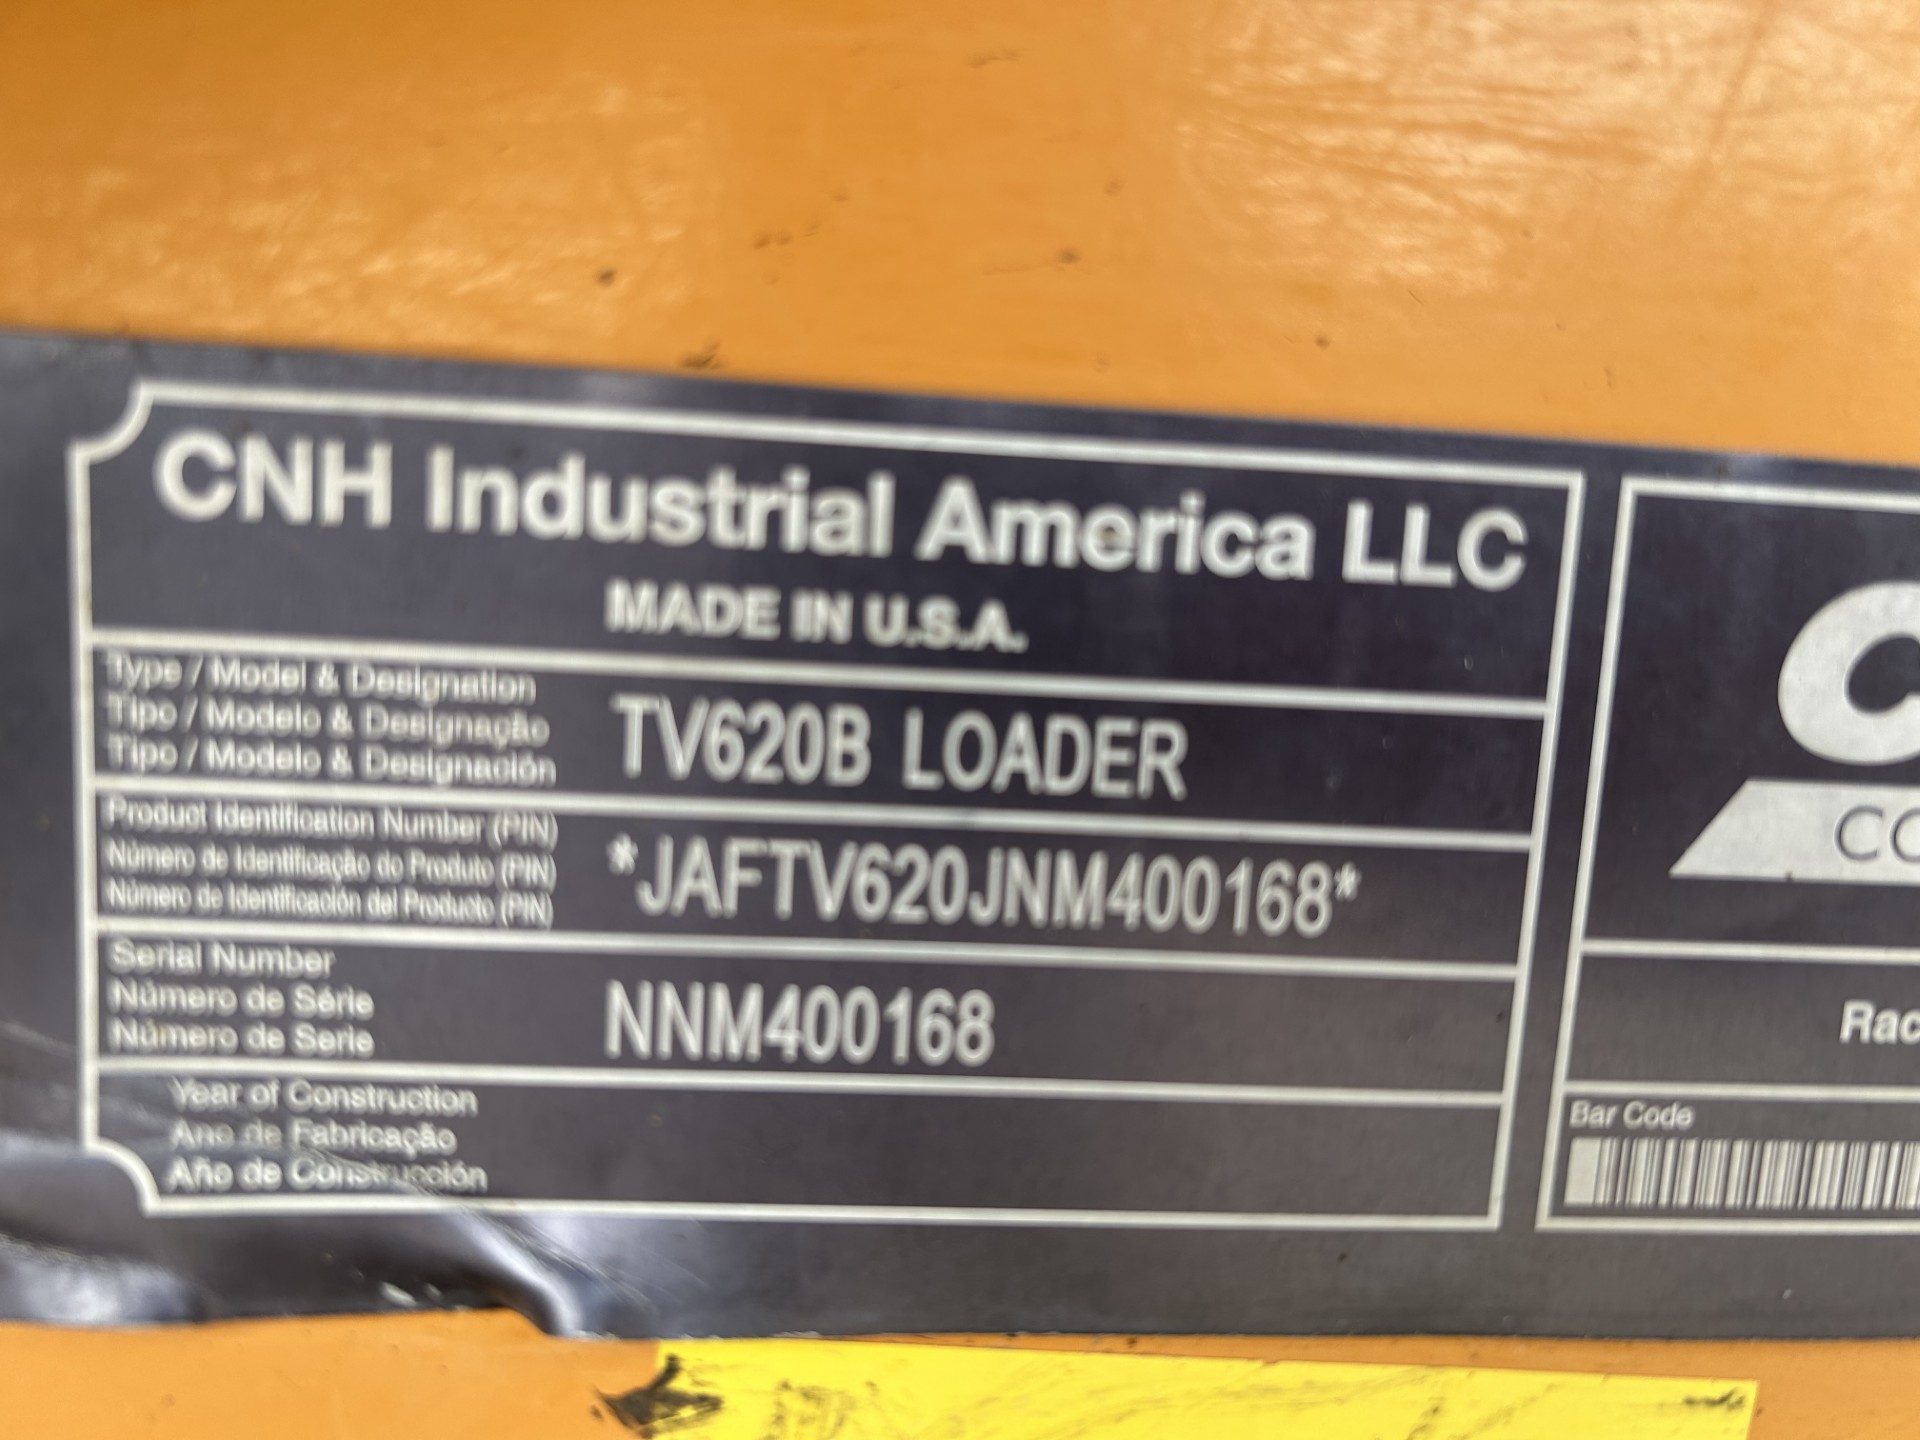 CNH Industrial America LLC
MADE IN U.S.A.
Type / Model & Designation
Tipo / Modelo & Designação
Tipo / Modelo & Designación
TV620B LOADER
Product Identification Number (PIN)
Número de Identificação do Produto (PIN)
Número de Identificación del Producto (PIN)
*JAFTV620JNM400168*
Serial Number
Número de Série
Número de Serie
NNM400168
Year of Construction
Ano de Fabricação
Año de Construcción
C
CO
Rac
Bar Code